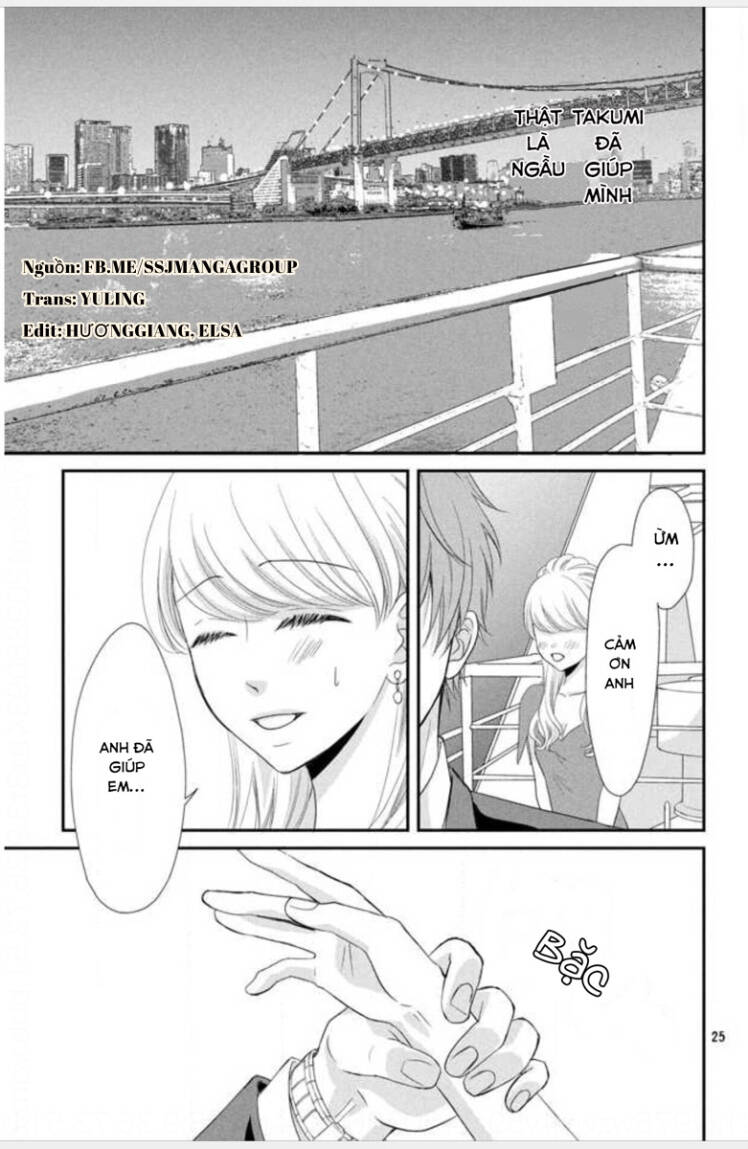 TAKUMI
ĐÃ
GIÚP
MÌNH
THẬT
LÀ
NGẦU
Nguồn: FB.ME/SSJMANGAGROUP
Trans: YULING
Edit: HƯƠNGGIANG. ELSA
ỪM
...
CẢM
ƠN
ANH
ANH ĐÃ
GIÚP
EM...
BẶC
25